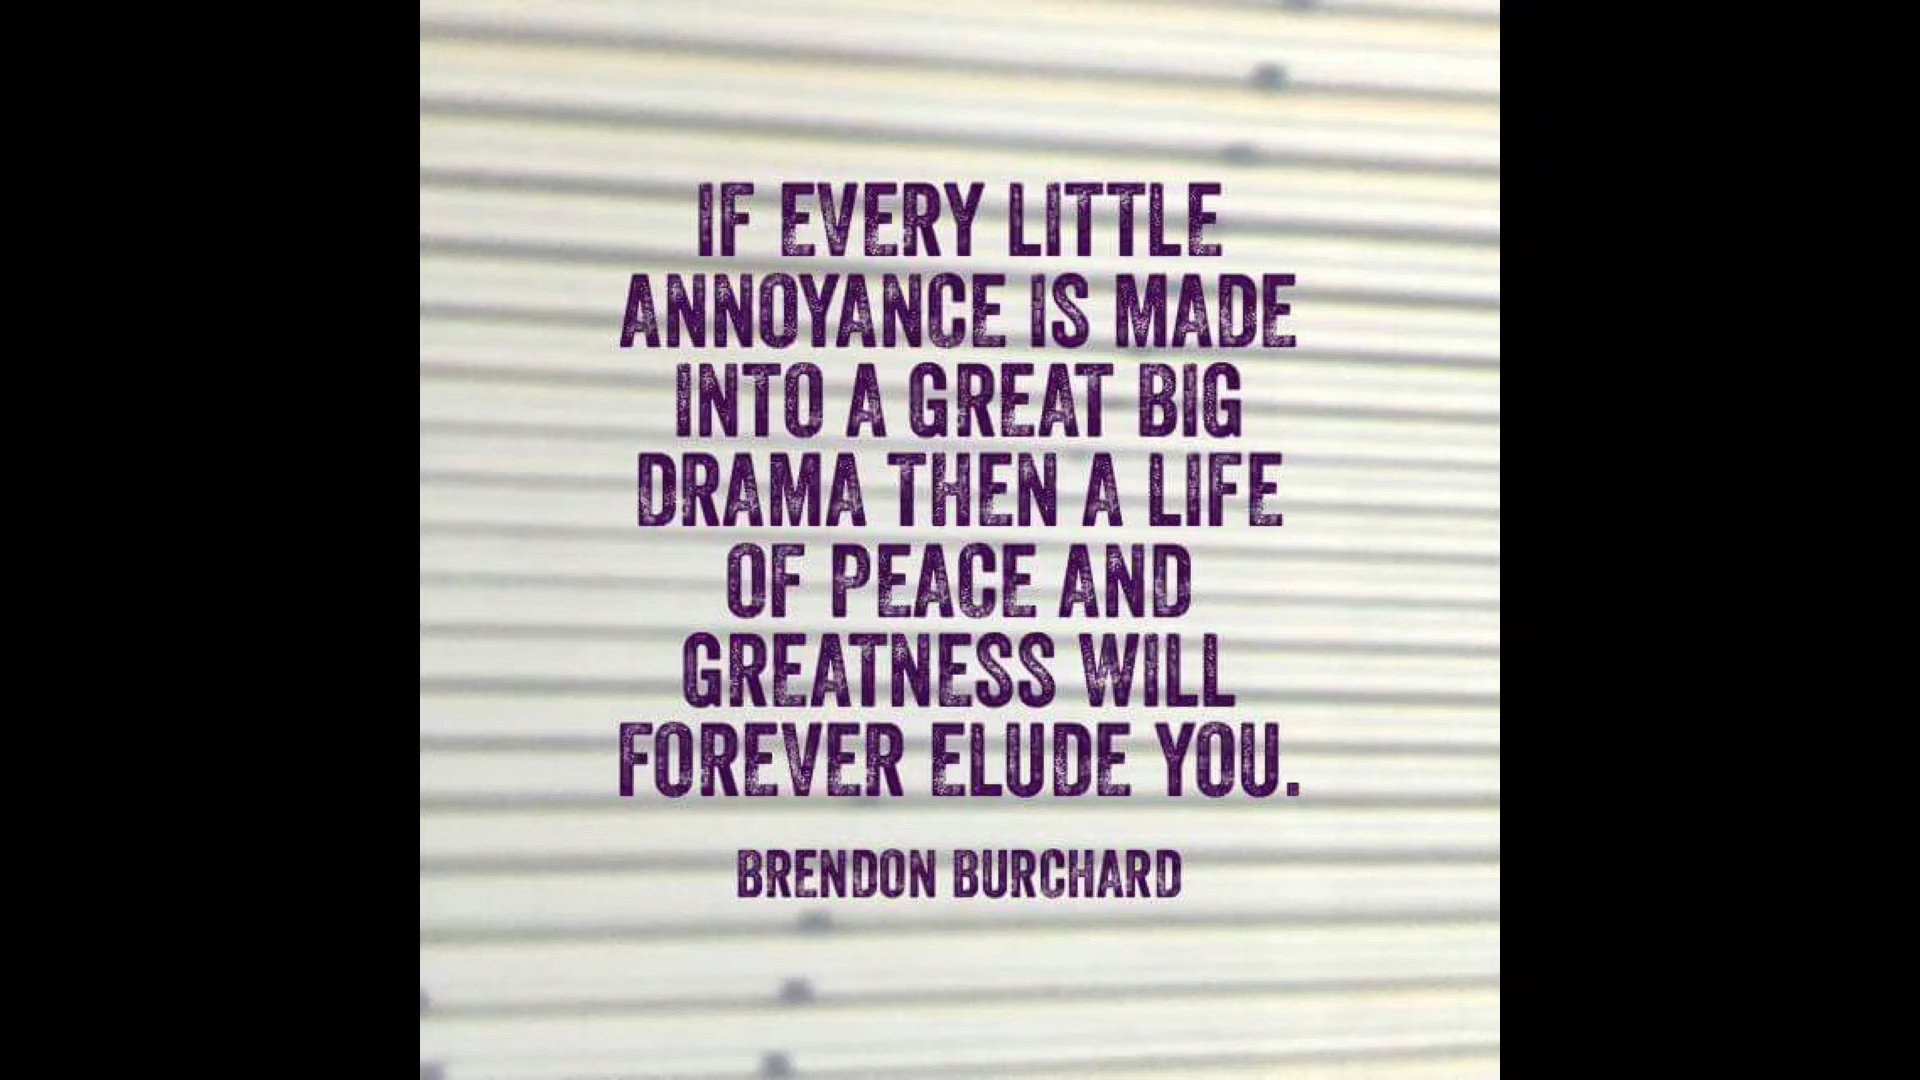 IF EVERY LITTLE
ANNOYANCE IS MADE
INTO A GREAT BIG
DRAMA THEN A LIFE
OF PEACE AND
GREATNESS WILL
FOREVER ELUDE YOU.
BRENDON BURCHARD